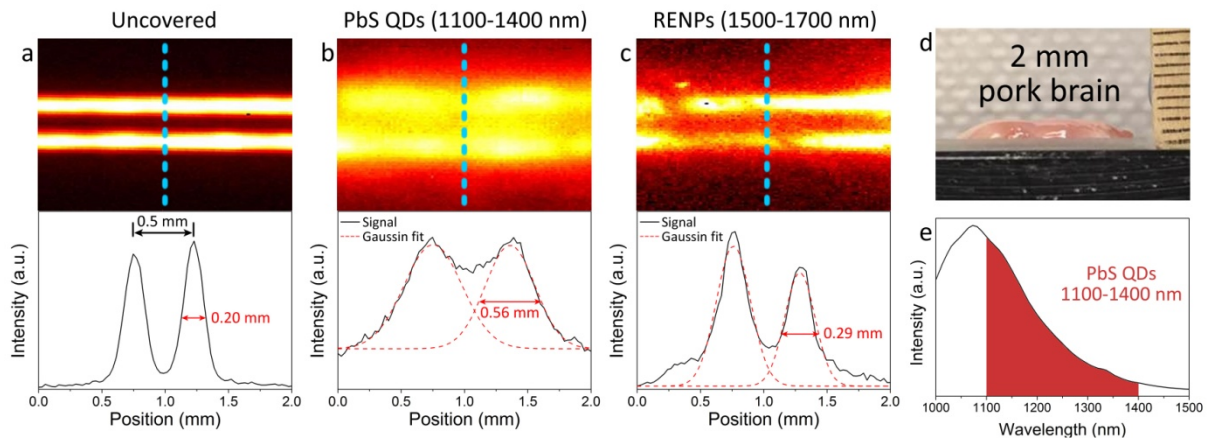 Uncovered
PbS QDs (1100-1400 nm)
RENPs (1500-1700 nm)
a
b
c
d
2 mm
pork brain
0.5 mm
0.20 mm
Intensity (a.u.)
0.0 0.5 1.0 1.5 2.0
Position (mm)
Signal
Gaussin fit
0.56 mm
Intensity (a.u.)
0.0 0.5 1.0 1.5 2.0
Position (mm)
Signal
Gaussin fit
0.29 mm
Intensity (a.u.)
0.0 0.5 1.0 1.5 2.0
Position (mm)
e
PbS QDs
1100-1400 nm
Intensity (a.u.)
1000 1100 1200 1300 1400 1500
Wavelength (nm)